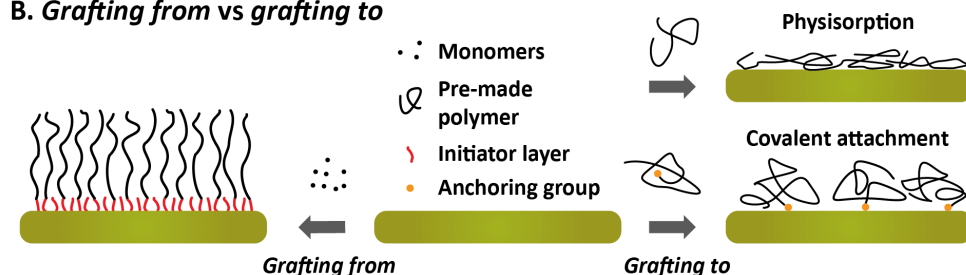 B. Grafting from vs grafting to
Physisorption
Monomers
Pre-made
polymer
Initiator layer
Anchoring group
Covalent attachment
Grafting from
Grafting to